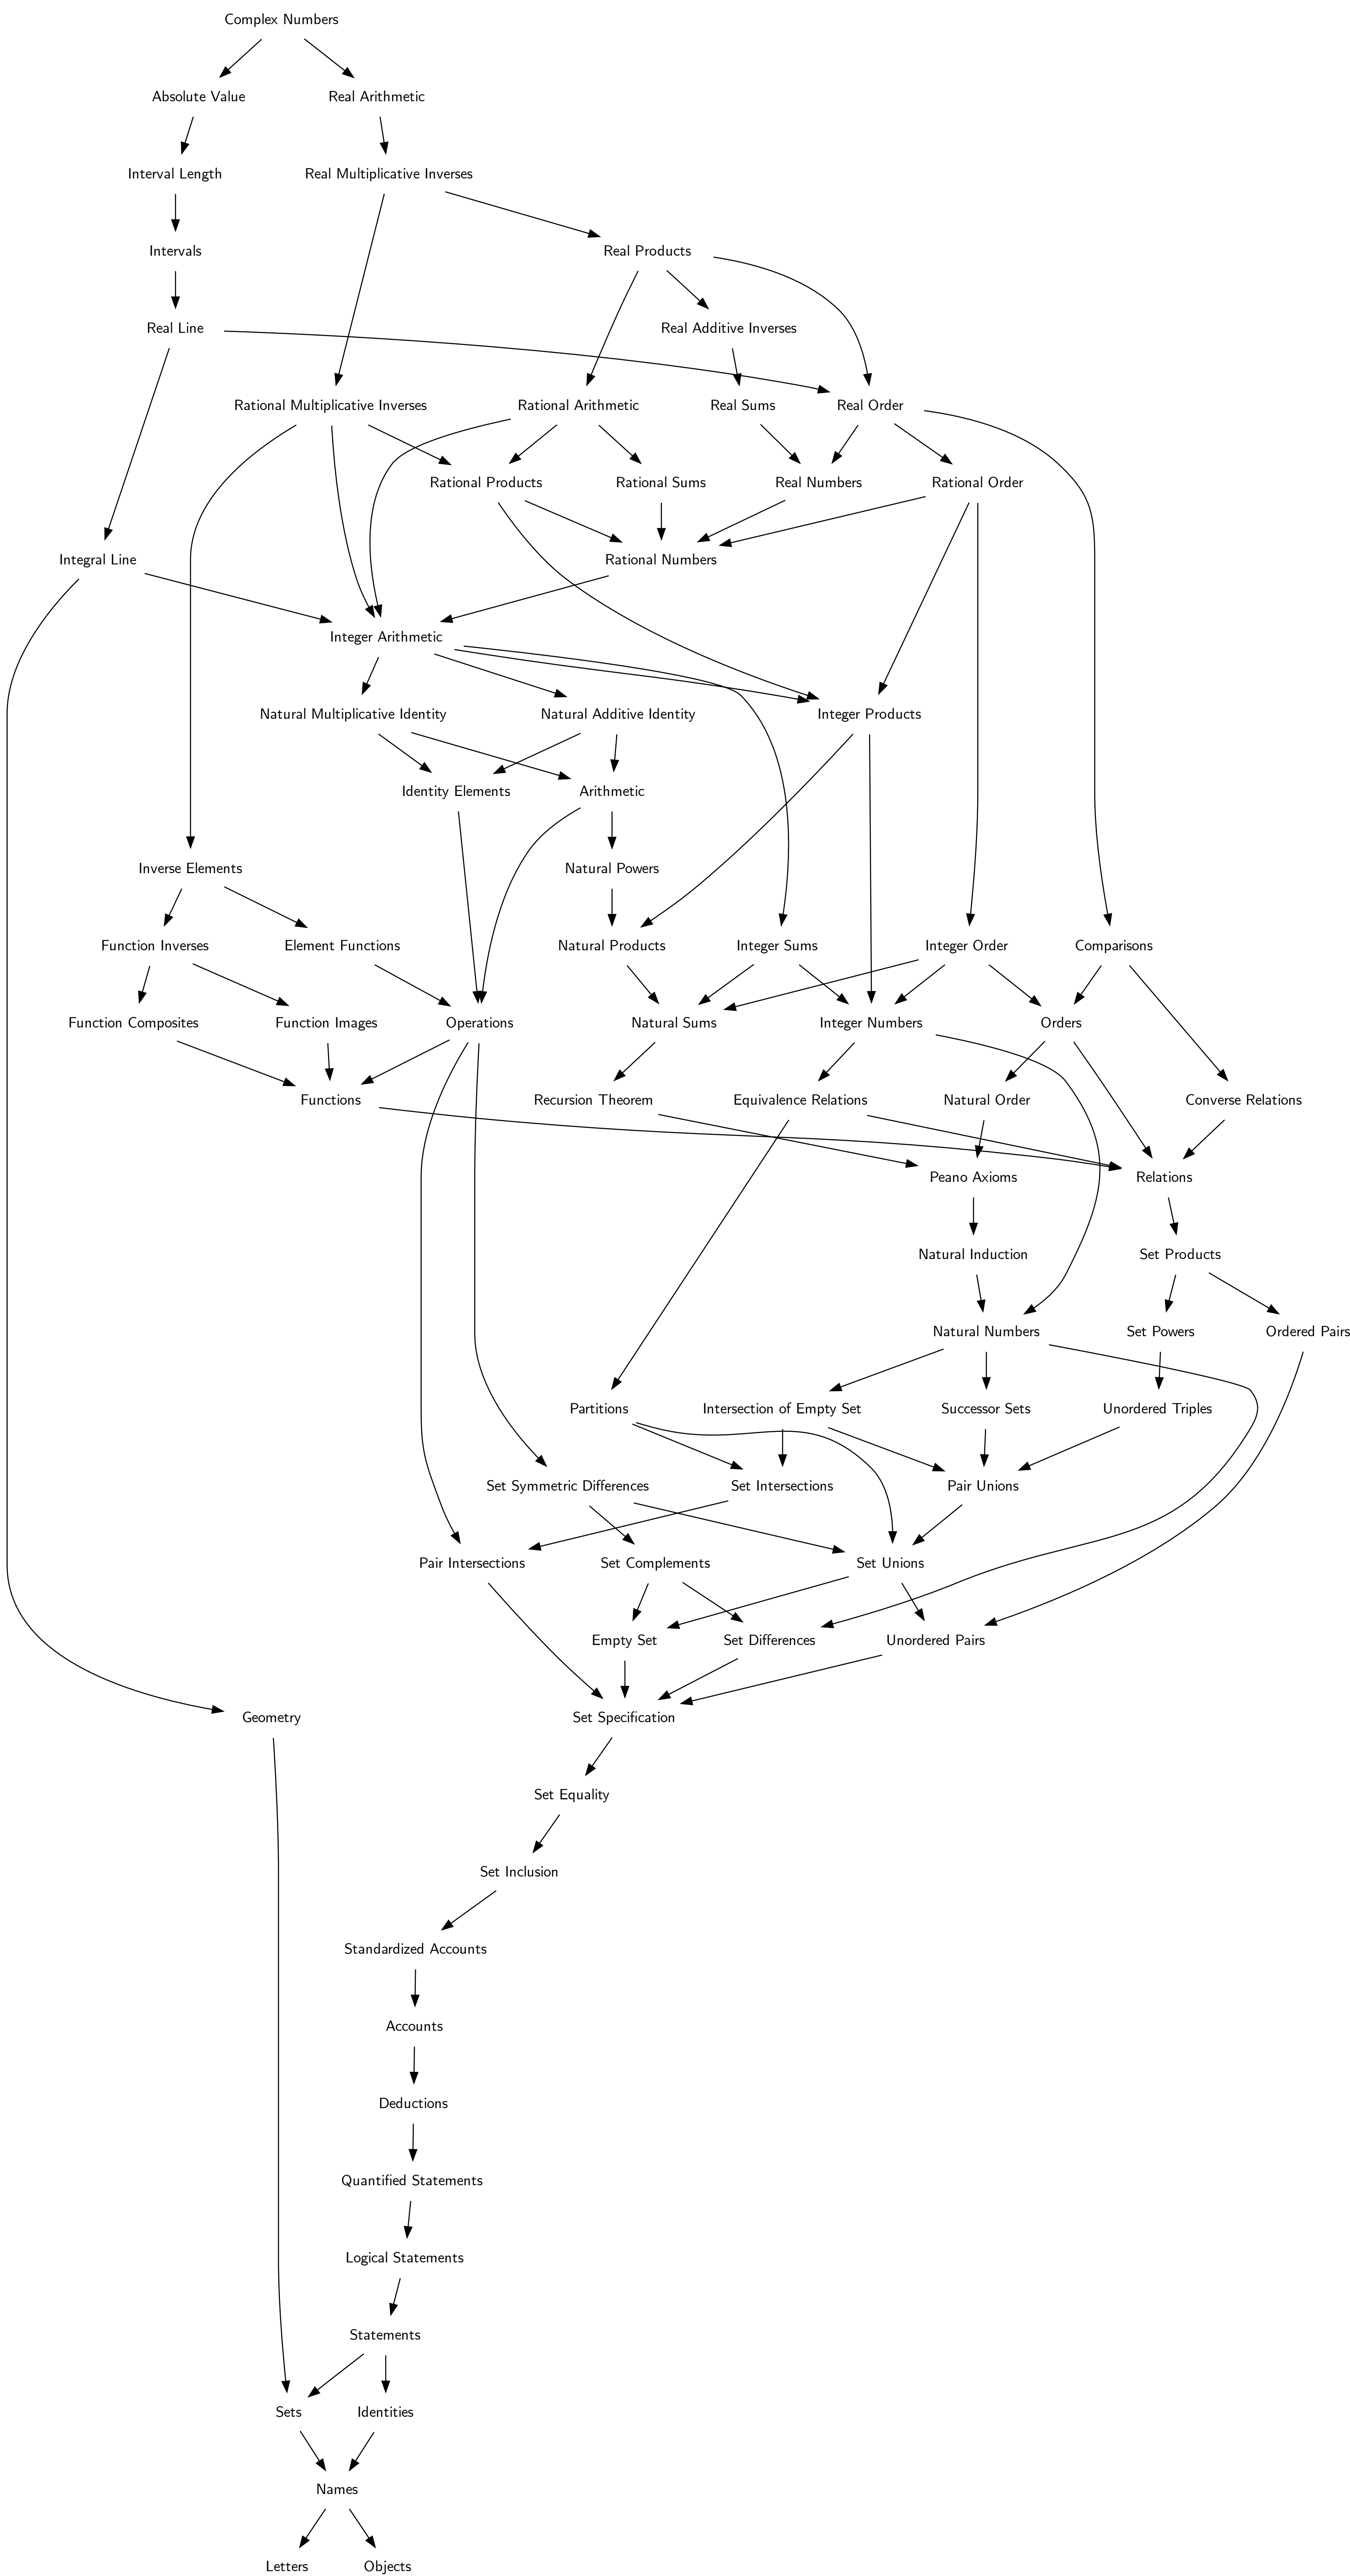 Complex Numbers
Absolute Value
Real Arithmetic
Interval Length
Real Multiplicative Inverses
Intervals
Real Products
Real Line
Real Additive Inverses
Rational Multiplicative Inverses
Rational Arithmetic
Real Sums
Real Order
Rational Products
Rational Sums
Real Numbers
Rational Order
Integral Line
Rational Numbers
Integer Arithmetic
Natural Multiplicative Identity
Natural Additive Identity
Integer Products
Identity Elements
Arithmetic
Inverse Elements
Natural Powers
Function Inverses
Element Functions
Natural Products
Integer Sums
Integer Order
Comparisons
Function Composites
Function Images
Operations
Natural Sums
Integer Numbers
Orders
Functions
Recursion Theorem
Equivalence Relations
Natural Order
Converse Relations
Peano Axioms
Relations
Natural Induction
Set Products
Natural Numbers
Set Powers
Ordered Pairs
Partitions
Intersection of Empty Set
Successor Sets
Unordered Triples
Set Symmetric Differences
Set Intersections
Pair Unions
Pair Intersections
Set Complements
Set Unions
Empty Set
Set Differences
Unordered Pairs
Geometry
Set Specification
Set Equality
Set Inclusion
Standardized Accounts
Accounts
Deductions
Quantified Statements
Logical Statements
Statements
Sets
Identities
Names
Letters
Objects